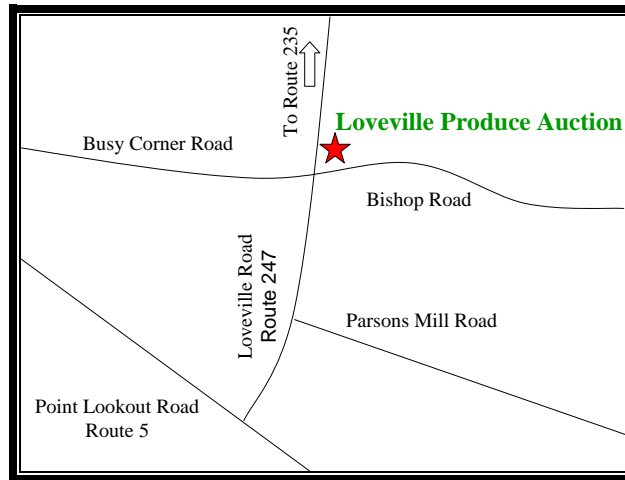 To Route 235
Loveville Produce Auction
Busy Corner Road
Bishop Road
Loveville Road
Route 247
Parsons Mill Road
Point Lookout Road
Route 5